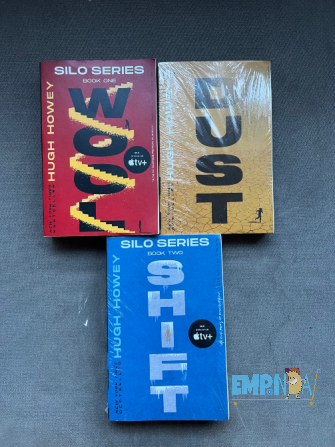 SILO SERIES
BOOK ONE
HUGH HOWEY
WOOL
tv+
HUGH HOWEY
DUST
SILO SERIES
BOOK TWO
HUGH HOWEY
SHIFT
tv+